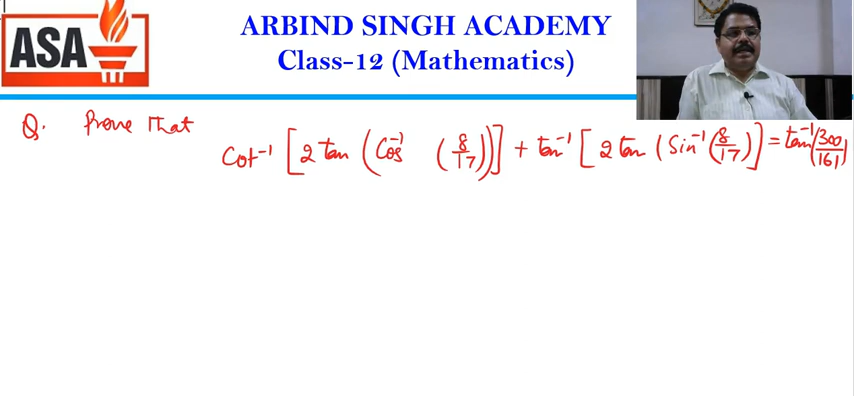 ASA
ARBIND SINGH ACADEMY
Class-12 (Mathematics)
Q. Prove That
Cot⁻¹ [2 tan (Cos⁻¹ (8/17))] + tan⁻¹ [2 tan (Sin⁻¹ (8/17)] = tan⁻¹(300/161)